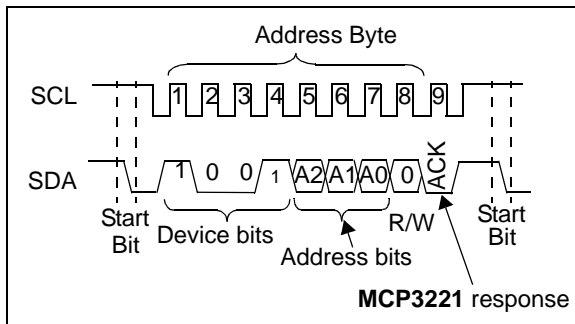 Address Byte
SCL 1 2 3 4 5 6 7 8 9
SDA 1 0 0 1 A2 A1 A0 0 ACK
Start Bit
Device bits
Address bits
R/W
Start Bit
MCP3221 response